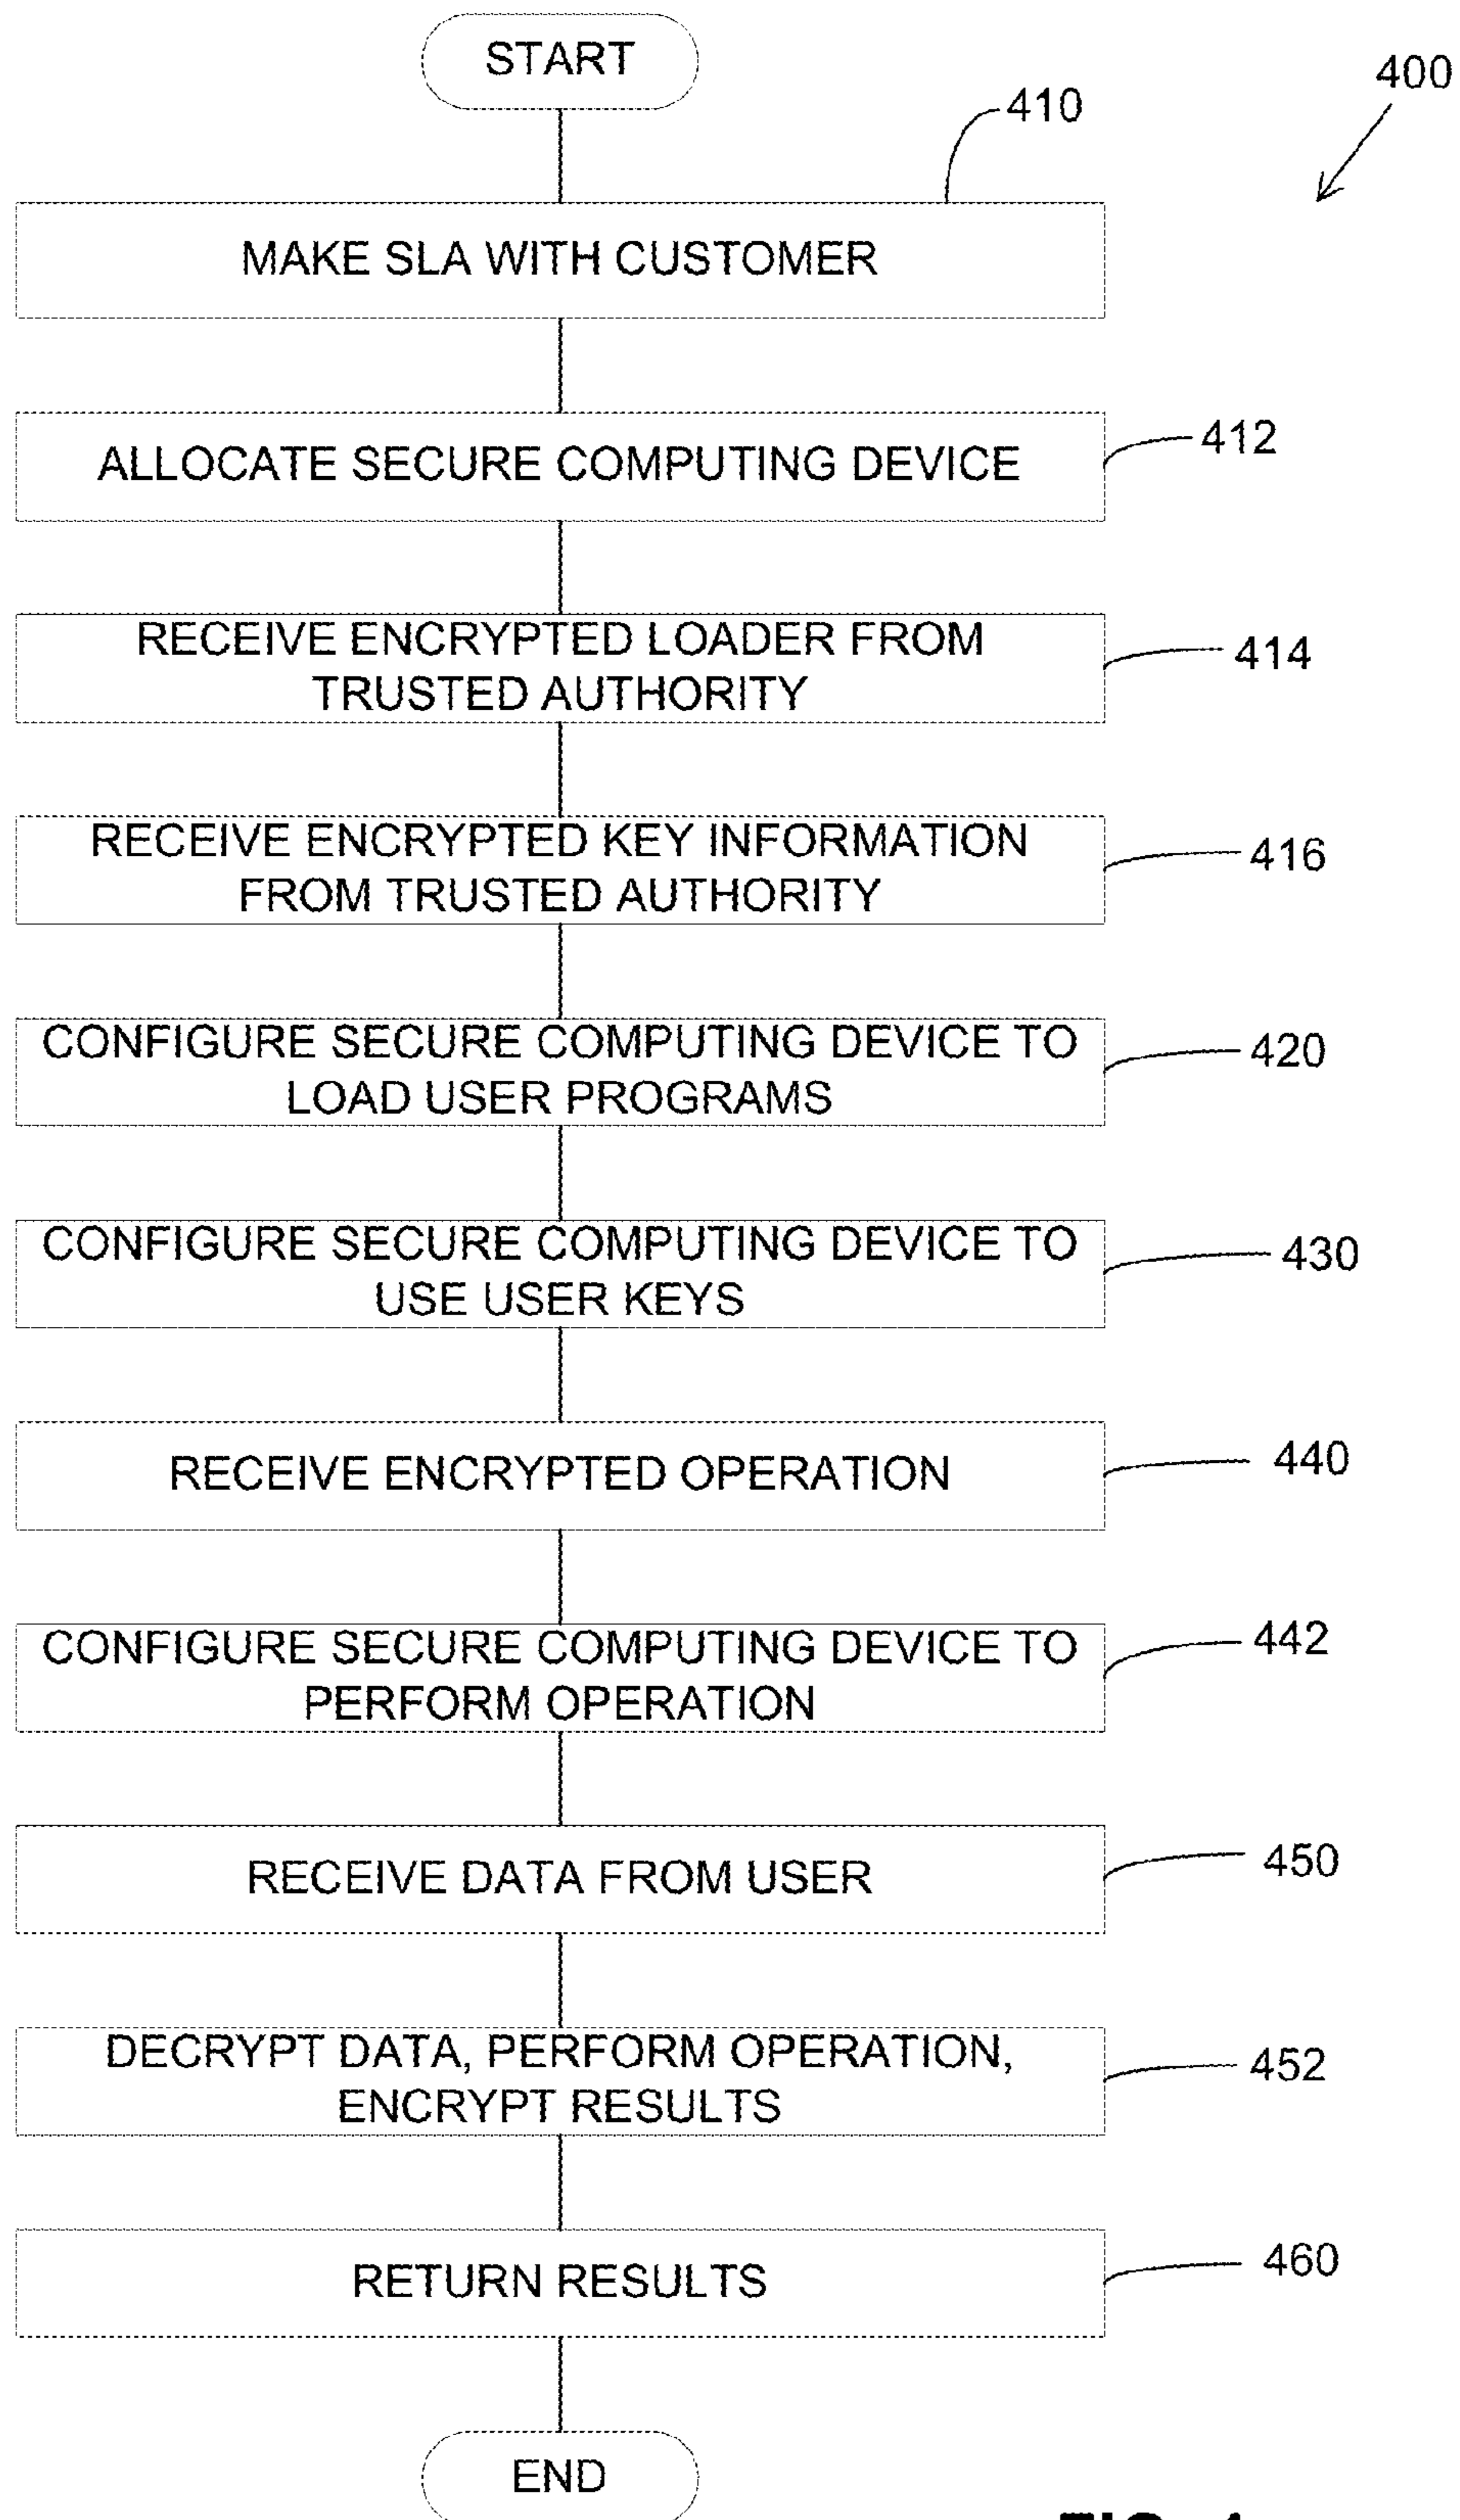 START
400
410
MAKE SLA WITH CUSTOMER
ALLOCATE SECURE COMPUTING DEVICE
412
RECEIVE ENCRYPTED LOADER FROM
TRUSTED AUTHORITY
414
RECEIVE ENCRYPTED KEY INFORMATION
FROM TRUSTED AUTHORITY
416
CONFIGURE SECURE COMPUTING DEVICE TO
LOAD USER PROGRAMS
420
CONFIGURE SECURE COMPUTING DEVICE TO
USE USER KEYS
430
RECEIVE ENCRYPTED OPERATION
440
CONFIGURE SECURE COMPUTING DEVICE TO
PERFORM OPERATION
442
RECEIVE DATA FROM USER
450
DECRYPT DATA, PERFORM OPERATION,
ENCRYPT RESULTS
452
RETURN RESULTS
460
END